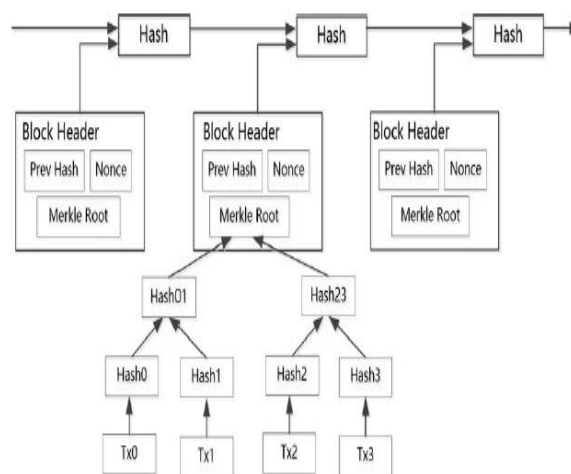 Hash Hash Hash
Block Header Block Header Block Header
Prev Hash Nonce Prev Hash Nonce Prev Hash Nonce
Merkle Root Merkle Root Merkle Root
Hash01 Hash23
Hash0 Hash1 Hash2 Hash3
Tx0 Tx1 Tx2 Tx3